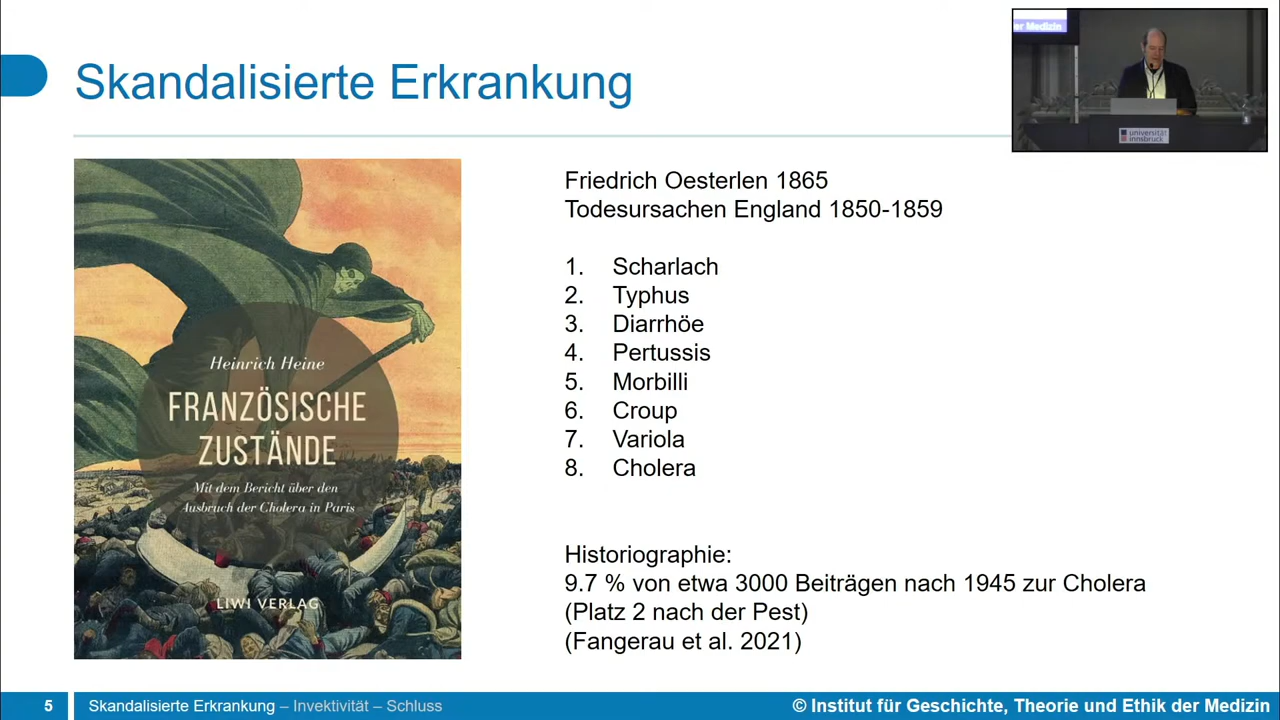 Skandalisierte Erkrankung
er Medizin
universität
innsbruck
Heinrich Heine
FRANZÖSISCHE
ZUSTÄNDE
Mit dem Bericht über den
Ausbruch der Cholera in Paris
LIWI VERLAG
Friedrich Oesterlen 1865
Todesursachen England 1850-1859
1. Scharlach
2. Typhus
3. Diarrhöe
4. Pertussis
5. Morbilli
6. Croup
7. Variola
8. Cholera
Historiographie:
9.7 % von etwa 3000 Beiträgen nach 1945 zur Cholera
(Platz 2 nach der Pest)
(Fangerau et al. 2021)
5 Skandalisierte Erkrankung – Invektivität – Schluss © Institut für Geschichte, Theorie und Ethik der Medizin